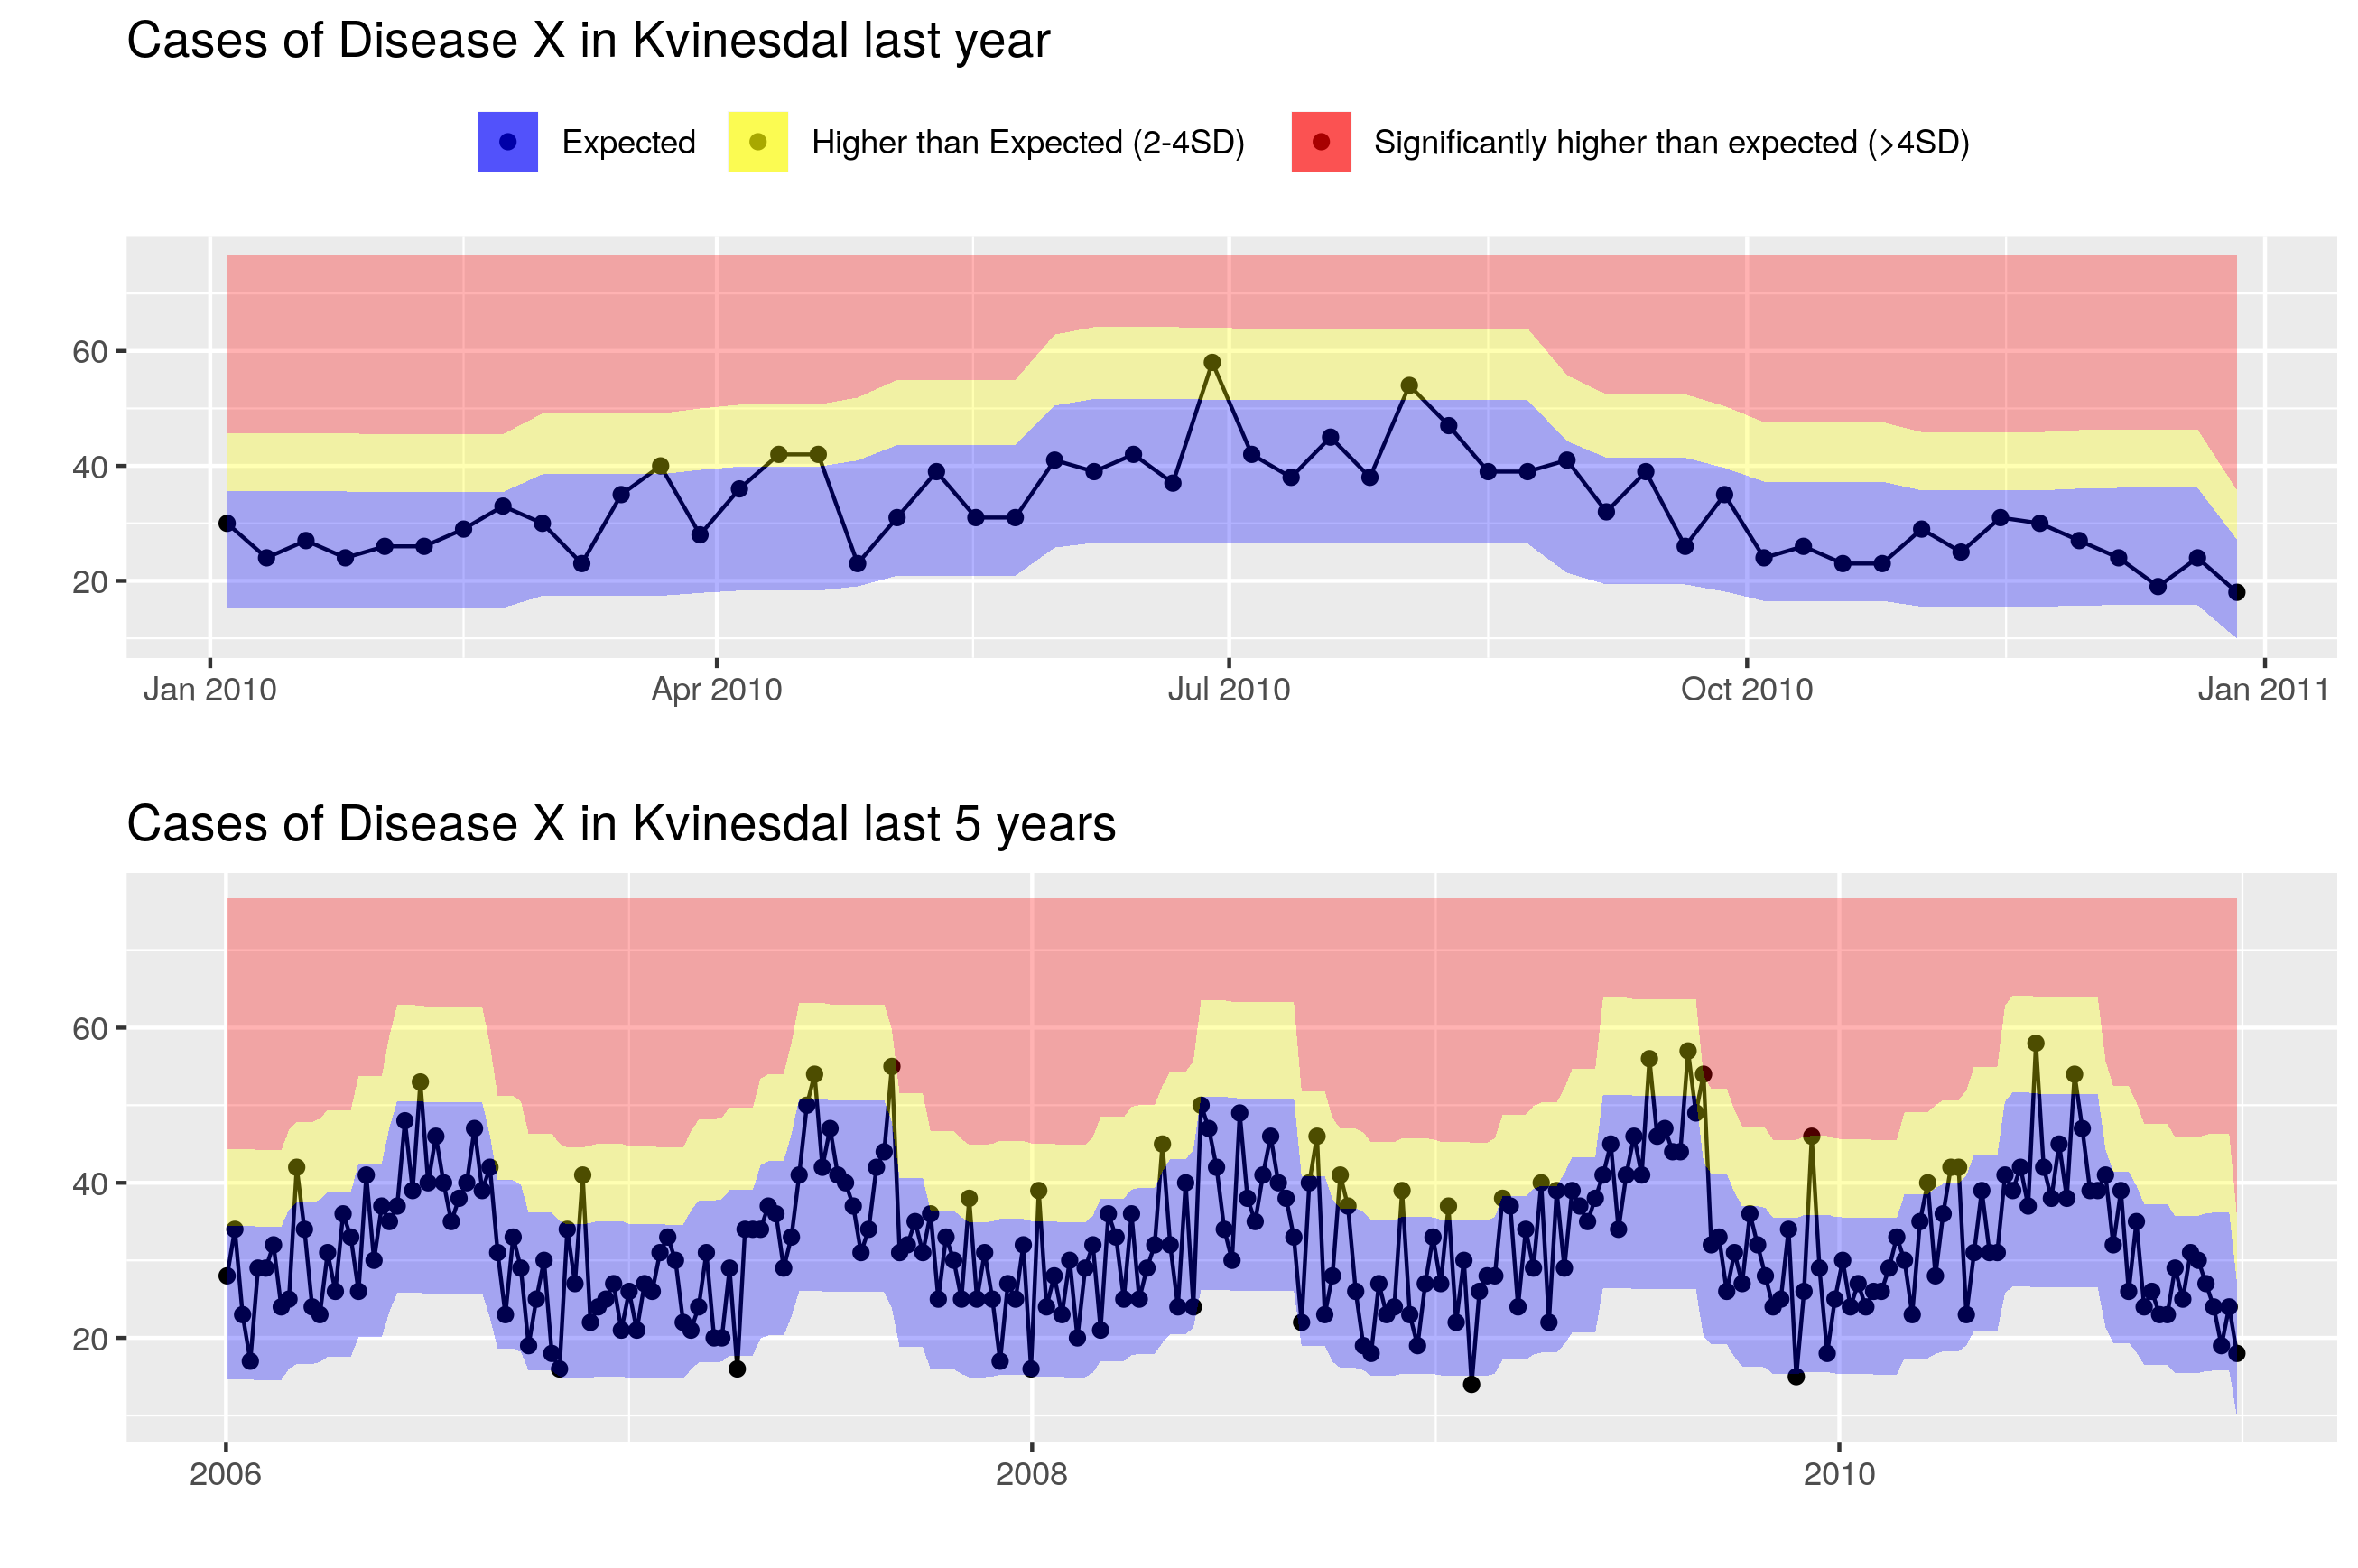 Cases of Disease X in Kvinesdal last year
Expected Higher than Expected (2-4SD) Significantly higher than expected (>4SD)
60
40
20
Jan 2010 Apr 2010 Jul 2010 Oct 2010 Jan 2011
Cases of Disease X in Kvinesdal last 5 years
60
40
20
2006 2008 2010